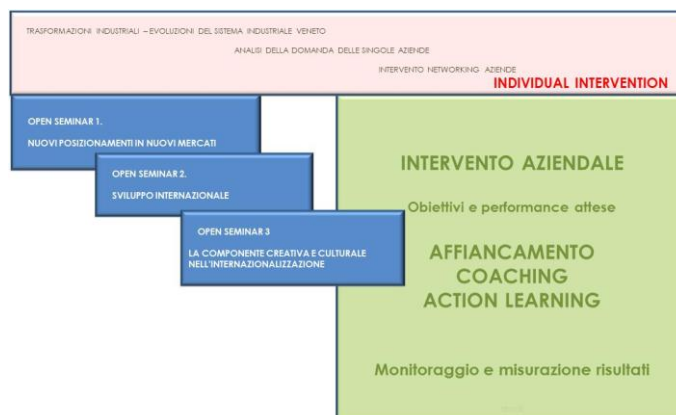 TRASFORMAZIONI INDUSTRIALI – EVOLUZIONI DEL SISTEMA INDUSTRIALE VENETO
ANALISI DELLA DOMANDA DELLE SINGOLE AZIENDE
INTERVENTO NETWORKING AZIENDE
INDIVIDUAL INTERVENTION
OPEN SEMINAR 1.
NUOVI POSIZIONAMENTI IN NUOVI MERCATI
OPEN SEMINAR 2.
SVILUPPO INTERNAZIONALE
OPEN SEMINAR 3
LA COMPONENTE CREATIVA E CULTURALE
NELL'INTERNAZIONALIZZAZIONE
INTERVENTO AZIENDALE
Obiettivi e performance attese
AFFIANCAMENTO
COACHING
ACTION LEARNING
Monitoraggio e misurazione risultati